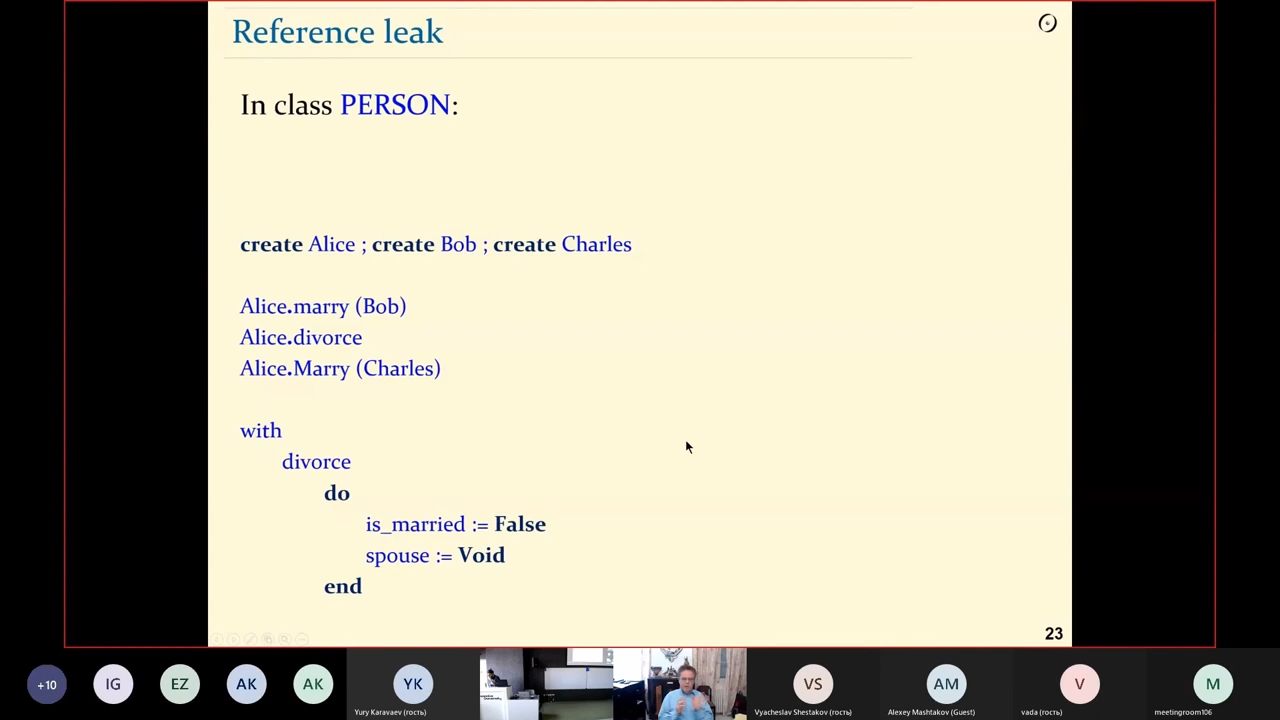 Reference leak
In class PERSON:
create Alice ; create Bob ; create Charles
Alice.marry (Bob)
Alice.divorce
Alice.Marry (Charles)
with
divorce
do
is_married := False
spouse := Void
end
23
+10
IG
EZ
AK
AK
YK
VS
AM
V
M
Yury Karavaev (гость)
Vyacheslav Shestakov (гость)
Alexey Mashtakov (Guest)
vada (гость)
meetingroom106